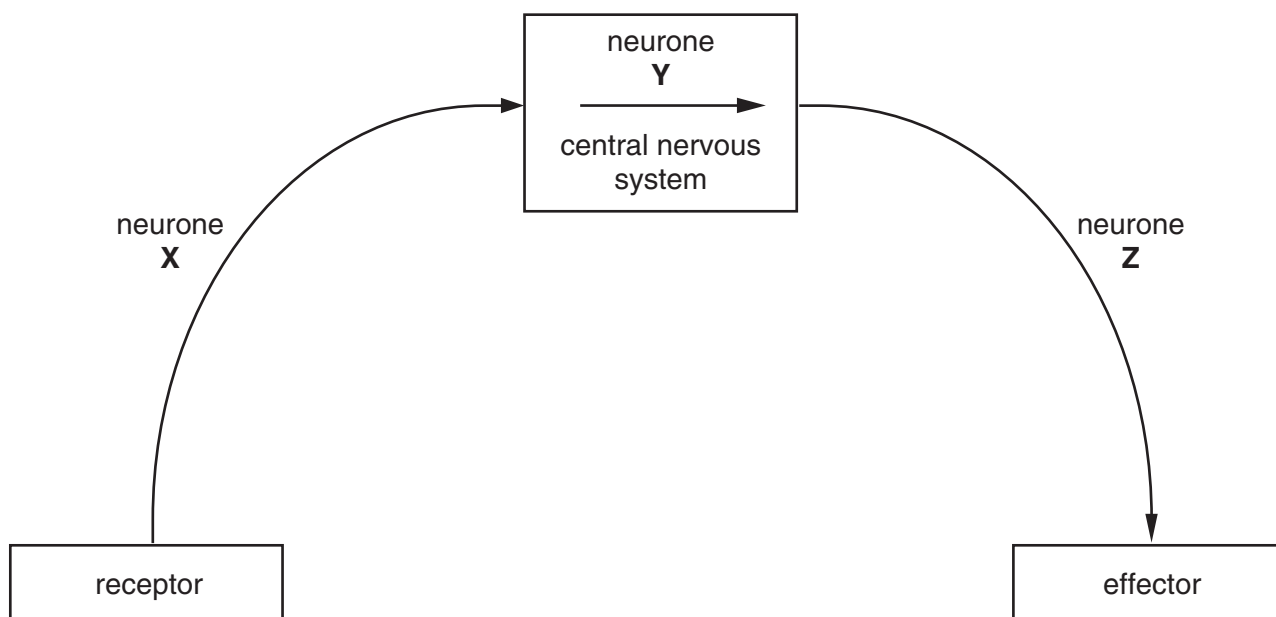 neurone
Y
central nervous
system
neurone
X
neurone
Z
receptor
effector